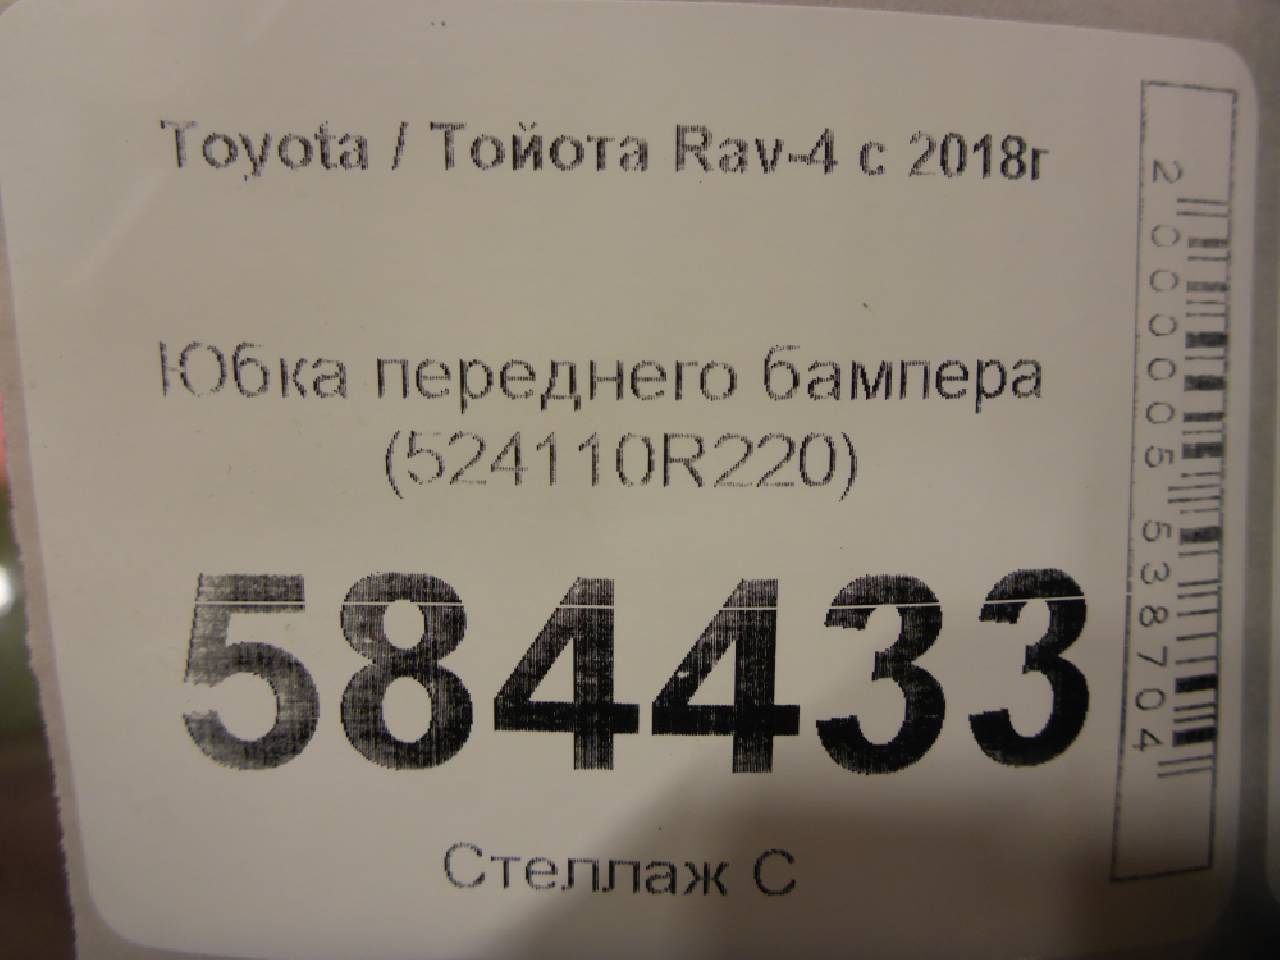 Toyota / Тойота Rav-4 с 2018г
Юбка переднего бампера
(524110R220)
584433
Стеллаж С
2000005538704